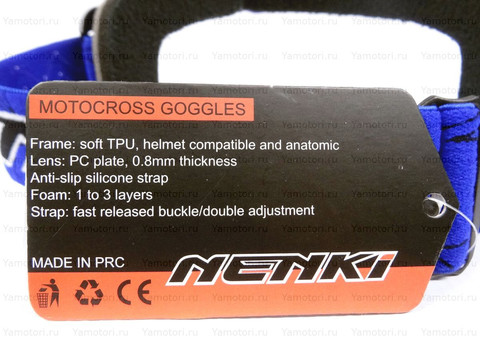 MOTOCROSS GOGGLES
Frame: soft TPU, helmet compatible and anatomic
Lens: PC plate, 0.8mm thickness
Anti-slip silicone strap
Foam: 1 to 3 layers
Strap: fast released buckle/double adjustment
MADE IN PRC
NENKi
CE
Yamotori.ru